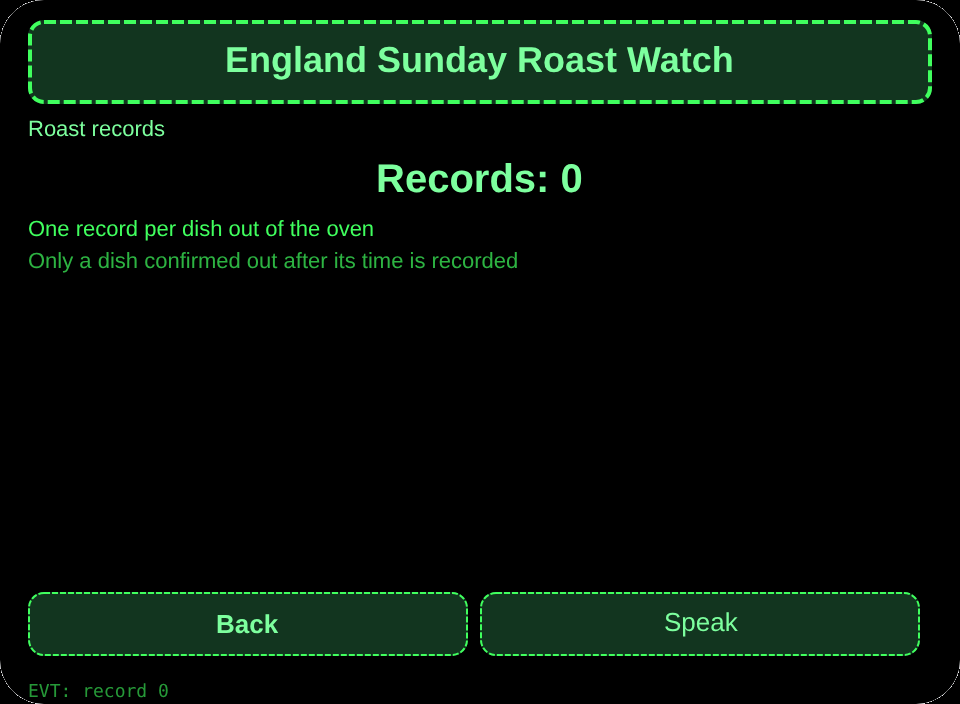 England Sunday Roast Watch
Roast records
Records: 0
One record per dish out of the oven
Only a dish confirmed out after its time is recorded
Back
Speak
EVT: record 0